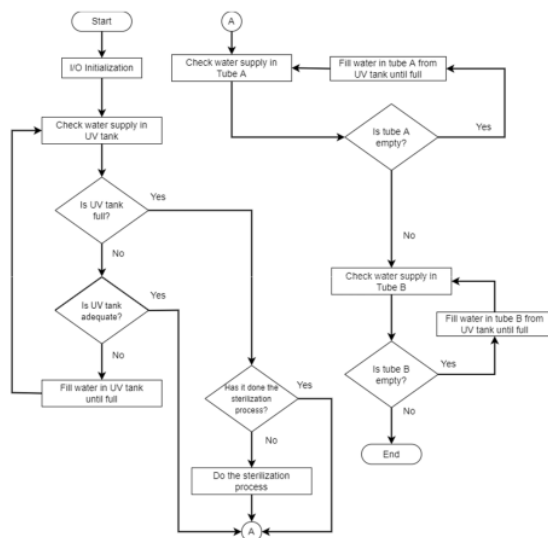 Start
I/O Initialization
Check water supply in
UV tank
Is UV tank
full?
Yes
No
Is UV tank
adequate?
Yes
No
Fill water in UV tank
until full
Has it done the
sterilization
process?
Yes
No
Do the sterilization
process
A
A
Check water supply in
Tube A
Fill water in tube A from
UV tank until full
Is tube A
empty?
Yes
No
Check water supply in
Tube B
Fill water in tube B from
UV tank until full
Is tube B
empty?
Yes
No
End